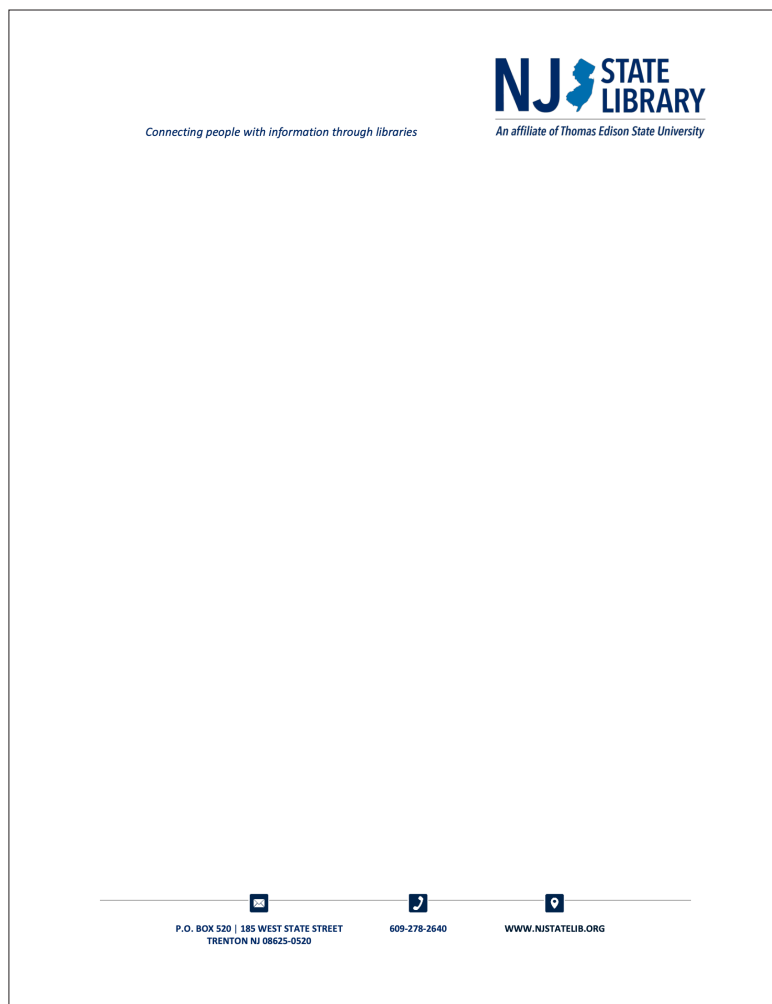 NJ STATE
LIBRARY
Connecting people with information through libraries
An affiliate of Thomas Edison State University
P.O. BOX 520 | 185 WEST STATE STREET
TRENTON NJ 08625-0520
609-278-2640
WWW.NJSTATELIB.ORG